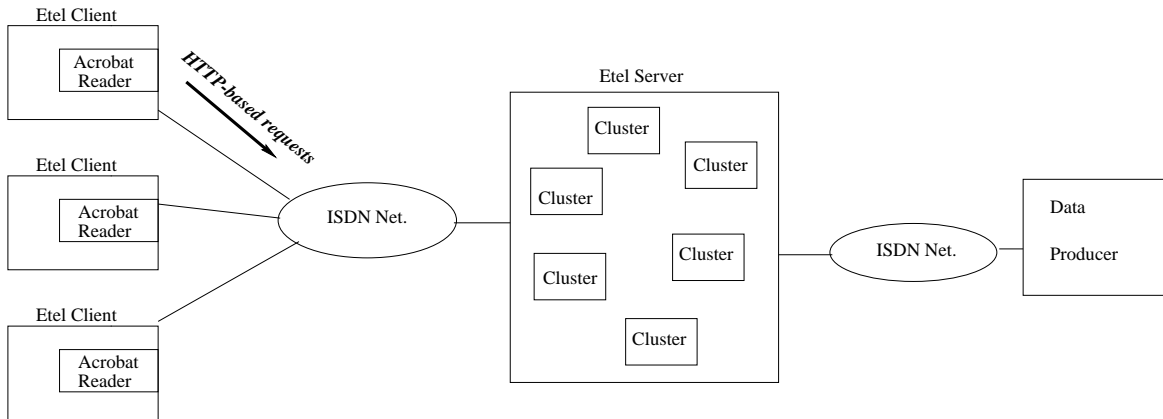 Etel Client
Acrobat
Reader
HTTP-based requests
Etel Client
Acrobat
Reader
Etel Client
Acrobat
Reader
ISDN Net.
Etel Server
Cluster
Cluster
Cluster
Cluster
Cluster
Cluster
ISDN Net.
Data
Producer